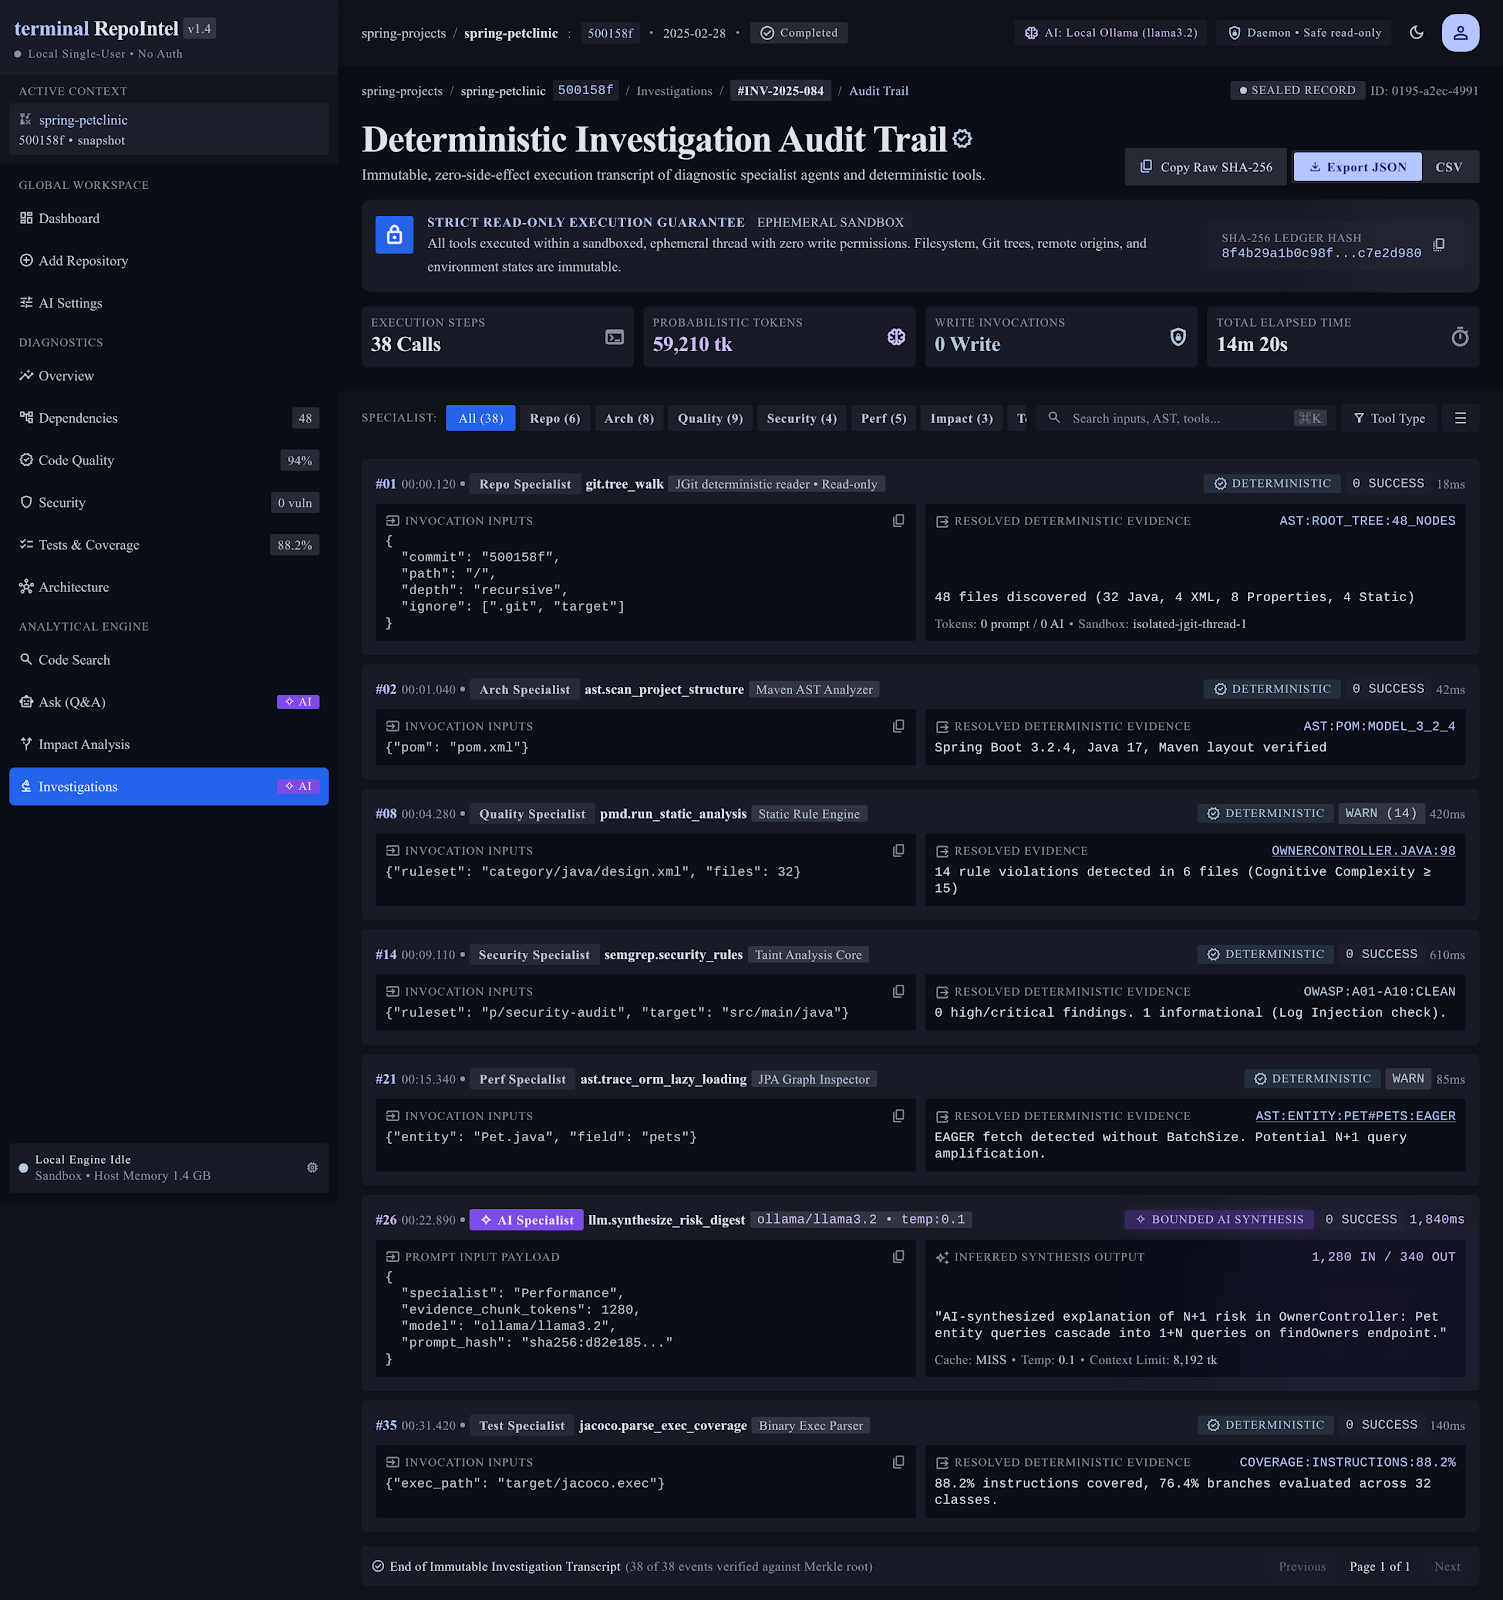 terminal RepoIntel v1.4
Local Single-User • No Auth
ACTIVE CONTEXT
spring-petclinic
500158f • snapshot
GLOBAL WORKSPACE
Dashboard
Add Repository
AI Settings
DIAGNOSTICS
Overview
Dependencies 48
Code Quality 94%
Security 0 vuln
Tests & Coverage 88.2%
Architecture
ANALYTICAL ENGINE
Code Search
Ask (Q&A) AI
Impact Analysis
Investigations AI
Local Engine Idle
Sandbox • Host Memory 1.4 GB
spring-projects / spring-petclinic : 500158f • 2025-02-28 • Completed
AI: Local Ollama (llama3.2)
Daemon • Safe read-only
spring-projects / spring-petclinic 500158f / Investigations / #INV-2025-084 / Audit Trail
SEALED RECORD ID: 0195-a2ec-4991
Deterministic Investigation Audit Trail
Immutable, zero-side-effect execution transcript of diagnostic specialist agents and deterministic tools.
Copy Raw SHA-256
Export JSON
CSV
STRICT READ-ONLY EXECUTION GUARANTEE EPHEMERAL SANDBOX
All tools executed within a sandboxed, ephemeral thread with zero write permissions. Filesystem, Git trees, remote origins, and
environment states are immutable.
SHA-256 LEDGER HASH
8f4b29a1b0c98f...c7e2d980
EXECUTION STEPS
38 Calls
PROBABILISTIC TOKENS
59,210 tk
WRITE INVOCATIONS
0 Write
TOTAL ELAPSED TIME
14m 20s
SPECIALIST: All (38) Repo (6) Arch (8) Quality (9) Security (4) Perf (5) Impact (3)
Search inputs, AST, tools... ⌘K
Tool Type
#01 00:00.120 • Repo Specialist git.tree_walk JGit deterministic reader • Read-only
DETERMINISTIC 0 SUCCESS 18ms
INVOCATION INPUTS
{
"commit": "500158f",
"path": "/",
"depth": "recursive",
"ignore": [".git", "target"]
}
RESOLVED DETERMINISTIC EVIDENCE AST:ROOT_TREE:48_NODES
48 files discovered (32 Java, 4 XML, 8 Properties, 4 Static)
Tokens: 0 prompt / 0 AI • Sandbox: isolated-jgit-thread-1
#02 00:01.040 • Arch Specialist ast.scan_project_structure Maven AST Analyzer
DETERMINISTIC 0 SUCCESS 42ms
INVOCATION INPUTS
{"pom": "pom.xml"}
RESOLVED DETERMINISTIC EVIDENCE AST:POM:MODEL_3_2_4
Spring Boot 3.2.4, Java 17, Maven layout verified
#08 00:04.280 • Quality Specialist pmd.run_static_analysis Static Rule Engine
DETERMINISTIC WARN (14) 420ms
INVOCATION INPUTS
{"ruleset": "category/java/design.xml", "files": 32}
RESOLVED EVIDENCE OWNERCONTROLLER.JAVA:98
14 rule violations detected in 6 files (Cognitive Complexity ≥
15)
#14 00:09.110 • Security Specialist semgrep.security_rules Taint Analysis Core
DETERMINISTIC 0 SUCCESS 610ms
INVOCATION INPUTS
{"ruleset": "p/security-audit", "target": "src/main/java"}
RESOLVED DETERMINISTIC EVIDENCE OWASP:A01-A10:CLEAN
0 high/critical findings. 1 informational (Log Injection check).
#21 00:15.340 • Perf Specialist ast.trace_orm_lazy_loading JPA Graph Inspector
DETERMINISTIC WARN 85ms
INVOCATION INPUTS
{"entity": "Pet.java", "field": "pets"}
RESOLVED DETERMINISTIC EVIDENCE AST:ENTITY:PET#PETS:EAGER
EAGER fetch detected without BatchSize. Potential N+1 query
amplification.
#26 00:22.890 • AI Specialist llm.synthesize_risk_digest ollama/llama3.2 • temp:0.1
BOUNDED AI SYNTHESIS 0 SUCCESS 1,840ms
PROMPT INPUT PAYLOAD
{
"specialist": "Performance",
"evidence_chunk_tokens": 1280,
"model": "ollama/llama3.2",
"prompt_hash": "sha256:d82e185..."
}
INFERRED SYNTHESIS OUTPUT 1,280 IN / 340 OUT
"AI-synthesized explanation of N+1 risk in OwnerController: Pet
entity queries cascade into 1+N queries on findOwners endpoint."
Cache: MISS • Temp: 0.1 • Context Limit: 8,192 tk
#35 00:31.420 • Test Specialist jacoco.parse_exec_coverage Binary Exec Parser
DETERMINISTIC 0 SUCCESS 140ms
INVOCATION INPUTS
{"exec_path": "target/jacoco.exec"}
RESOLVED DETERMINISTIC EVIDENCE COVERAGE:INSTRUCTIONS:88.2%
88.2% instructions covered, 76.4% branches evaluated across 32
classes.
End of Immutable Investigation Transcript (38 of 38 events verified against Merkle root)
Previous Page 1 of 1 Next